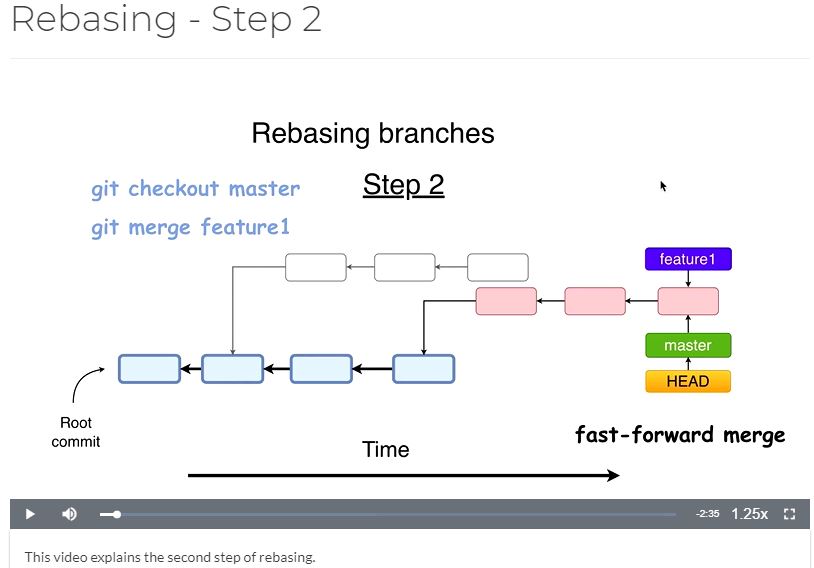 Rebasing - Step 2
Rebasing branches
Step 2
git checkout master
git merge feature1
feature1
master
HEAD
Root
commit
fast-forward merge
Time
-2:35
1.25x
This video explains the second step of rebasing.